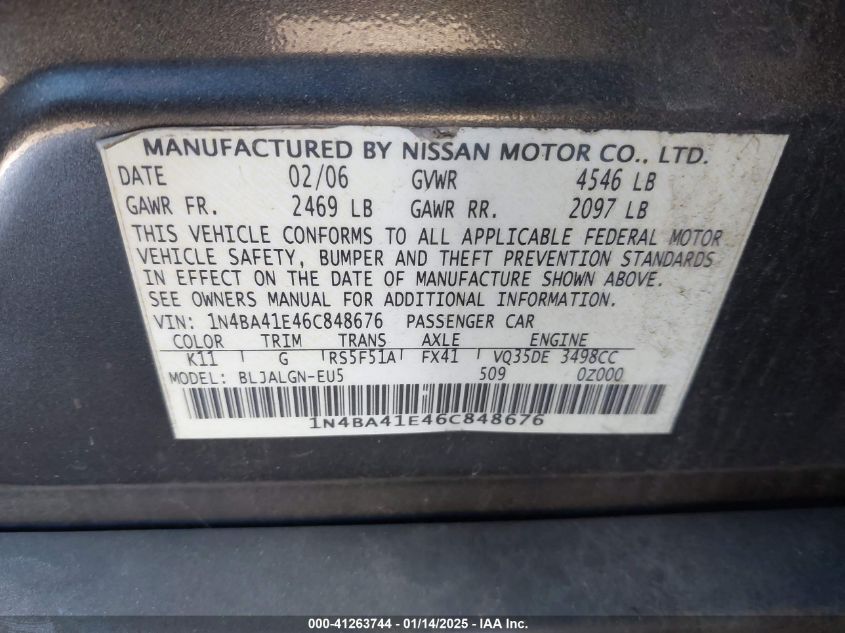 MANUFACTURED BY NISSAN MOTOR CO., LTD.
DATE 02/06 GVWR 4546 LB
GAWR FR. 2469 LB GAWR RR. 2097 LB
THIS VEHICLE CONFORMS TO ALL APPLICABLE FEDERAL MOTOR
VEHICLE SAFETY, BUMPER AND THEFT PREVENTION STANDARDS
IN EFFECT ON THE DATE OF MANUFACTURE SHOWN ABOVE.
SEE OWNERS MANUAL FOR ADDITIONAL INFORMATION.
VIN: 1N4BA41E46C848676 PASSENGER CAR
COLOR TRIM TRANS AXLE ENGINE
K11 G RS5F51A FX41 VQ35DE 3498CC
MODEL: BLJALGN-EU5 509 0Z000
1N4BA41E46C848676
000-41263744 — 01/14/2025 — IAA Inc.